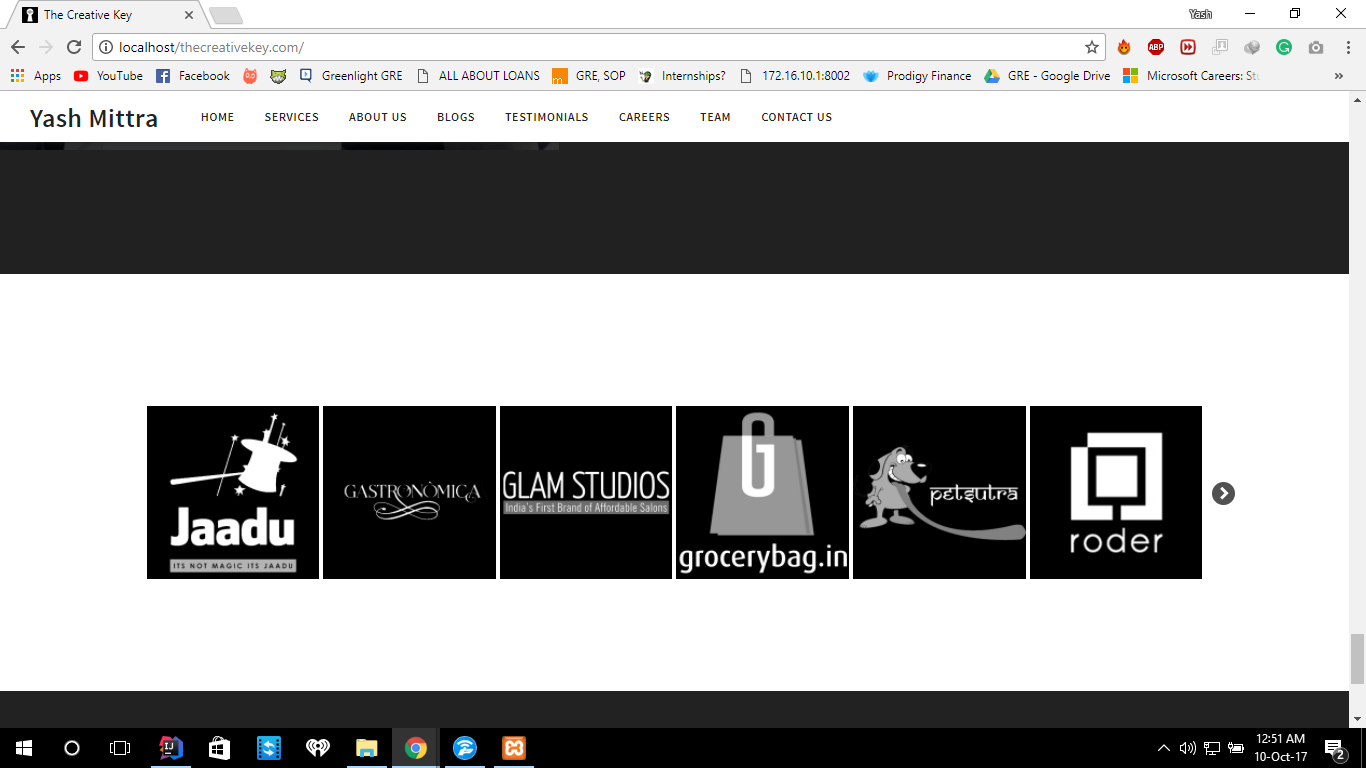 The Creative Key
Yash
localhost/thecreativekey.com/
ABP
Apps YouTube Facebook Greenlight GRE ALL ABOUT LOANS GRE, SOP Internships? 172.16.10.1:8002 Prodigy Finance GRE - Google Drive Microsoft Careers: Stu
Yash Mittra HOME SERVICES ABOUT US BLOGS TESTIMONIALS CAREERS TEAM CONTACT US
Jaadu
ITS NOT MAGIC ITS JAADU
GASTRONÒMICA
GLAM STUDIOS
India's First Brand of Affordable Salons
G
grocerybag.in
petsutra
roder
12:51 AM
10-Oct-17
2